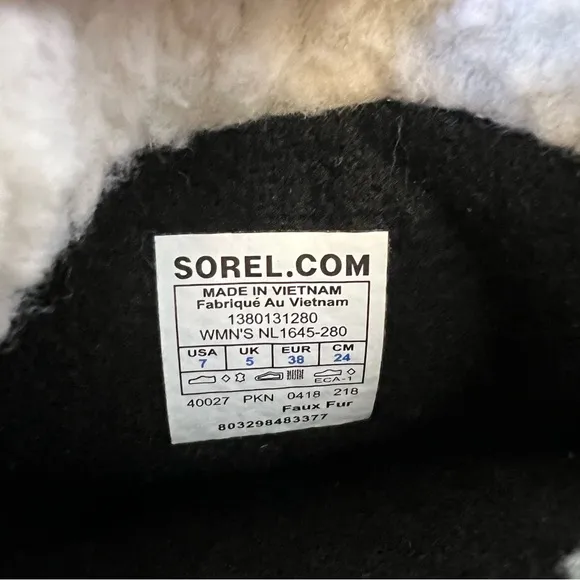 SOREL.COM
MADE IN VIETNAM
Fabriqué Au Vietnam
1380131280
WMN'S NL1645-280
USA UK EUR CM
7 5 38 24
ECA-1
40027 PKN 0418 218
Faux Fur
803298483377